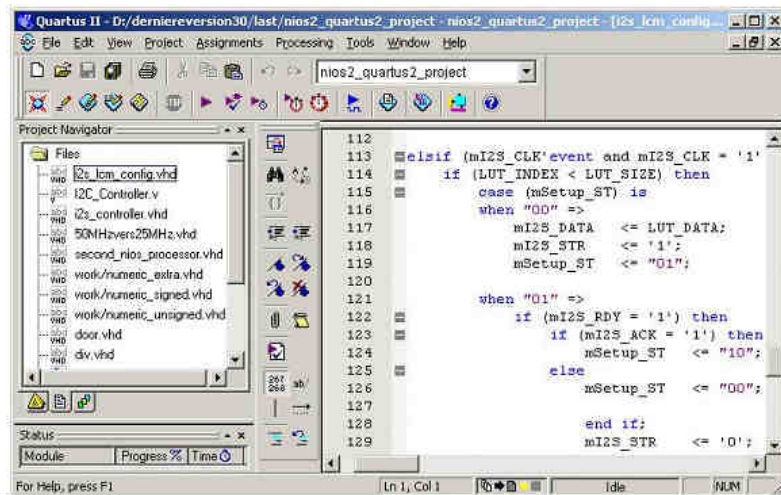 Quartus II - D:/derniereversion30/last/nios2_quartus2_project - nios2_quartus2_project - [i2s_lcm_config....
File Edit View Project Assignments Processing Tools Window Help
nios2_quartus2_project
Project Navigator
Files
i2s_lcm_config.vhd
I2C_Controller.v
i2s_controller.vhd
50MHzvers25MHz.vhd
second_nios_processor.vhd
work/numeric_extra.vhd
work/numeric_signed.vhd
work/numeric_unsigned.vhd
door.vhd
div.vhd
Status
Module Progress % Time
267
268 ab/
112
113 elsif (mI2S_CLK'event and mI2S_CLK = '1'
114 if (LUT_INDEX < LUT_SIZE) then
115 case (mSetup_ST) is
116 when "00" =>
117 mI2S_DATA <= LUT_DATA;
118 mI2S_STR <= '1';
119 mSetup_ST <= "01";
120
121 when "01" =>
122 if (mI2S_RDY = '1') then
123 if (mI2S_ACK = '1') then
124 mSetup_ST <= "10";
125 else
126 mSetup_ST <= "00";
127
128 end if;
129 mI2S_STR <= '0';
For Help, press F1 Ln 1, Col 1 Idle NUM